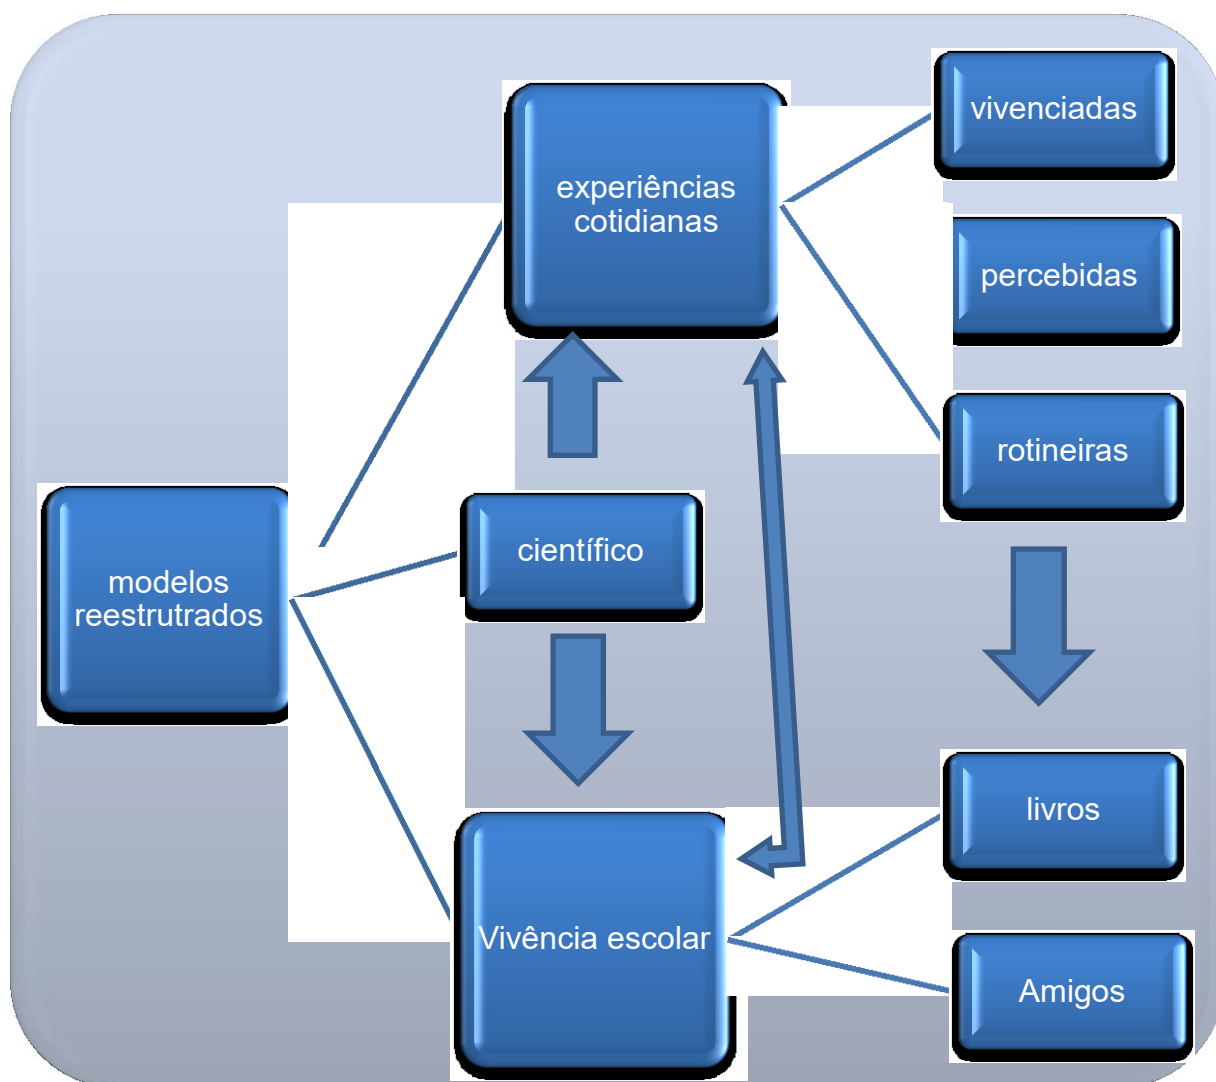 vivenciadas
experiências
cotidianas
percebidas
rotineiras
científico
modelos
reestrutrados
livros
Vivência escolar
Amigos